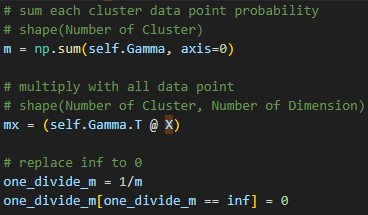 # sum each cluster data point probability
# shape(Number of Cluster)
m = np.sum(self.Gamma, axis=0)
# multiply with all data point
# shape(Number of Cluster, Number of Dimension)
mx = (self.Gamma.T @ X)
# replace inf to 0
one_divide_m = 1/m
one_divide_m[one_divide_m == inf] = 0